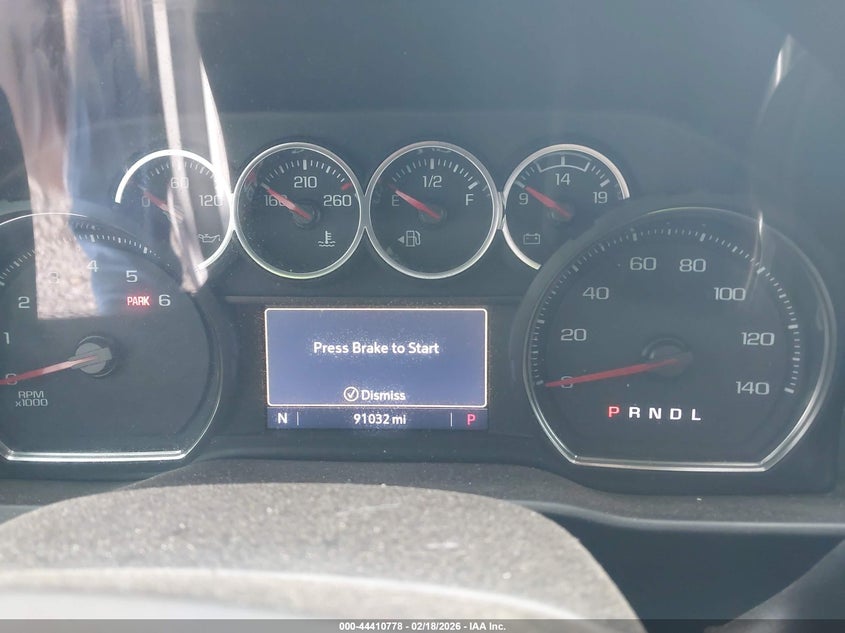 0 60 120
160 210 260
E 1/2 F
9 14 19
1 2 3 4 5 6
PARK
0
RPM
x1000
Press Brake to Start
Dismiss
N 91032 mi P
0 20 40 60 80 100 120 140
P R N D L
000-44410778 - 02/18/2026 - IAA Inc.